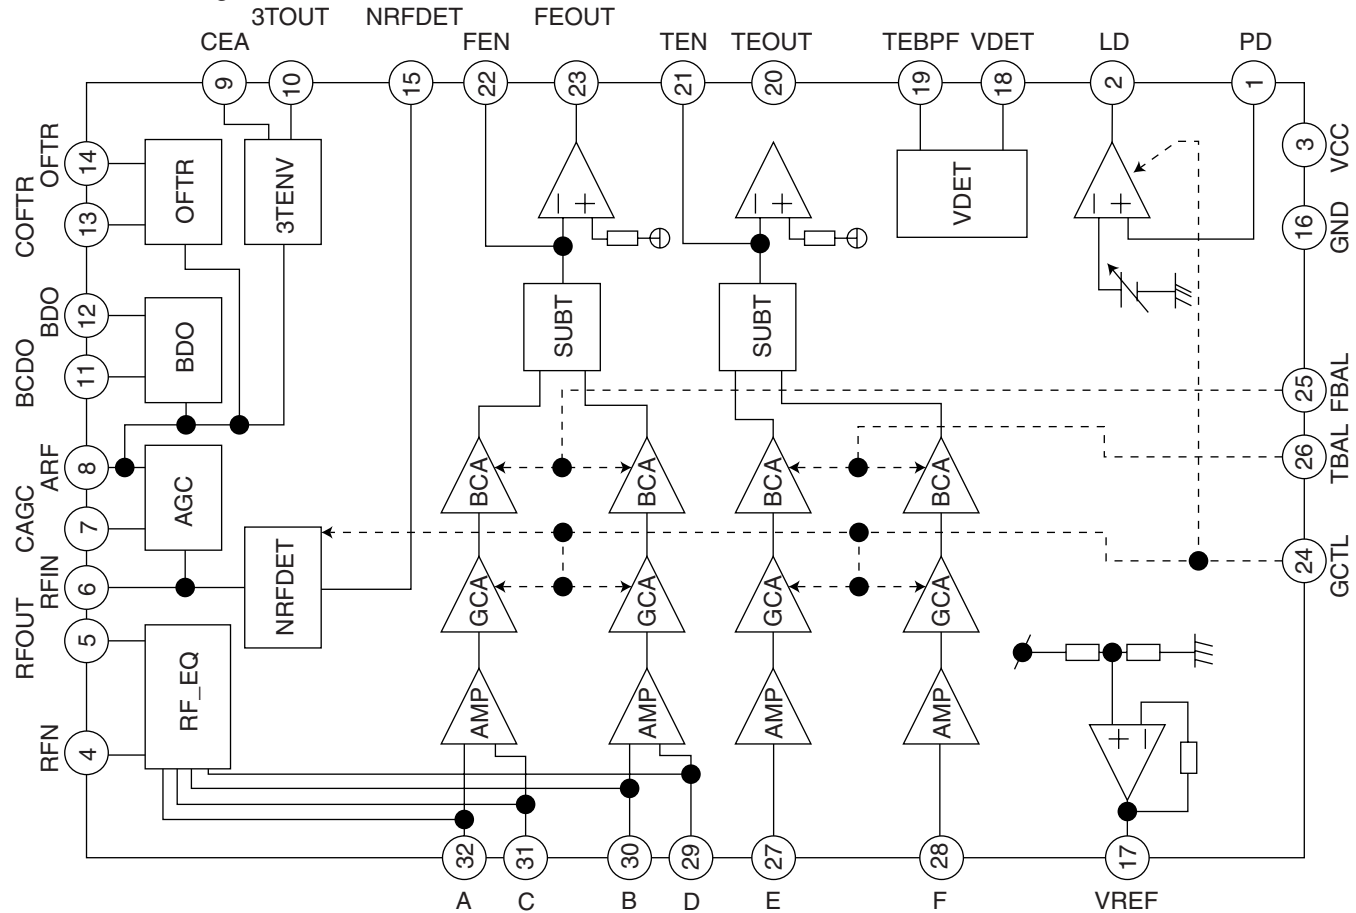 3TOUT NRFDET FEOUT
CEA FEN TEN TEOUT TEBPF VDET LD PD
9 10 15 22 23 21 20 19 18 2 1
OFTR 14
COFTR 13
OFTR
3TENV
VDET
3 VCC
16 GND
− +
− +
− +
BDO 12
BCDO 11
BDO
SUBT
SUBT
25 FBAL
26 TBAL
ARF 8
CAGC 7
AGC
BCA
BCA
BCA
BCA
RFIN 6
NRFDET
GCA
GCA
GCA
GCA
24 GCTL
RFOUT 5
RFN 4
RF_EQ
AMP
AMP
AMP
AMP
+ −
32 31 30 29 27 28 17
A C B D E F VREF